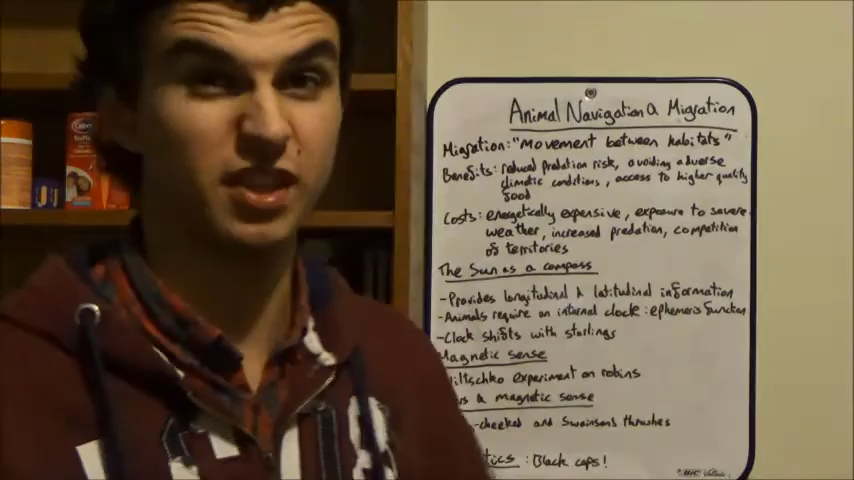 Animal Navigation & Migration
Migration: "movement between habitats"
Benefits: reduced predation risk, avoiding adverse
climatic conditions, access to higher quality
food
Costs: energetically expensive, exposure to severe
weather, increased predation, competition
of territories
The Sun as a compass
- Provides longitudinal & latitudinal information
- Animals require an internal clock: ephemeris function
- Clock shifts with starlings
Magnetic sense
iltschko experiment on robins
& magnetic sense
-cheeked and Swainsons thrushes
tics : Black caps!